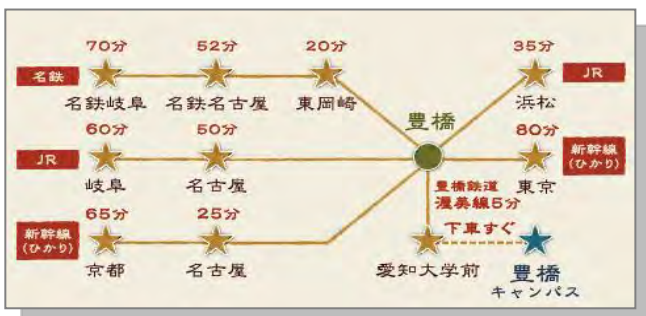 70分 52分 20分 35分
名鉄 JR
名鉄岐阜 名鉄名古屋 東岡崎 浜松
豊橋
60分 50分 80分
JR 新幹線
(ひかり)
岐阜 名古屋 東京
豊橋鉄道
渥美線5分
65分 25分 下車すぐ
新幹線
(ひかり)
京都 名古屋 愛知大学前 豊橋
キャンパス